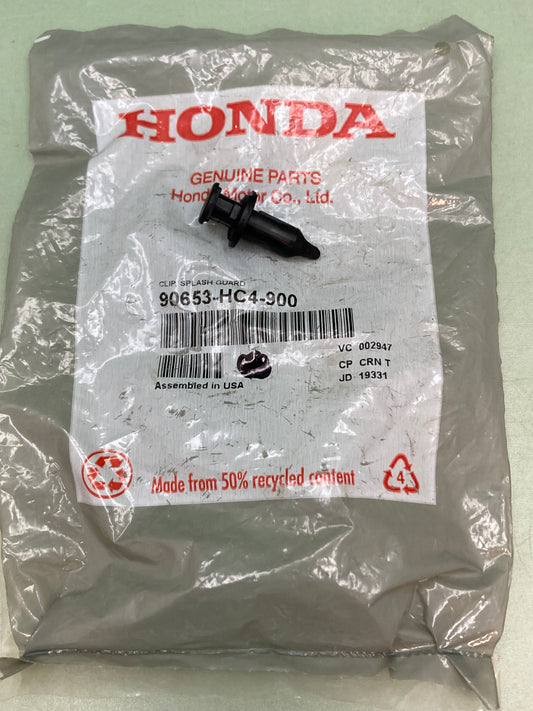 HONDA
GENUINE PARTS
Honda Motor Co., Ltd.
CLIP, SPLASH GUARD
90653-HC4-900
VC 002947
CP CRN T
Assembled in USA
JD 19331
Made from 50% recycled content
4